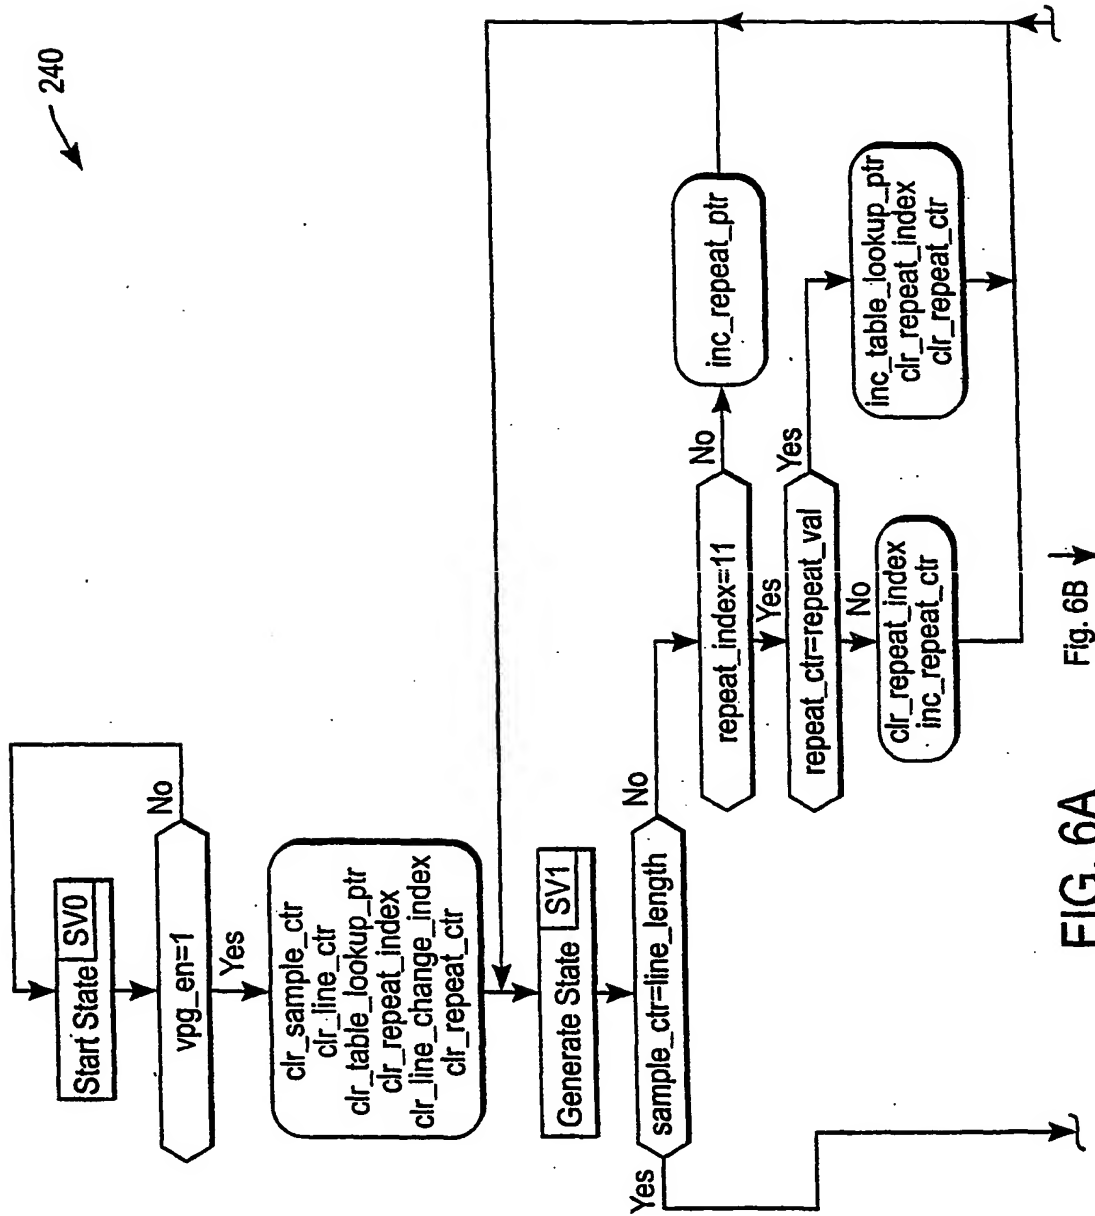 240
Start State
SV0
vpg_en=1
No
Yes
clr_sample_ctr
clr_line_ctr
clr_table_lookup_ptr
clr_repeat_index
clr_line_change_index
clr_repeat_ctr
Generate State
SV1
sample_ctr=line_length
Yes
No
repeat_index=11
No
inc_repeat_ptr
Yes
repeat_ctr=repeat_val
Yes
inc_table_lookup_ptr
clr_repeat_index
clr_repeat_ctr
No
clr_repeat_index
inc_repeat_ctr
Fig. 6B
FIG. 6A